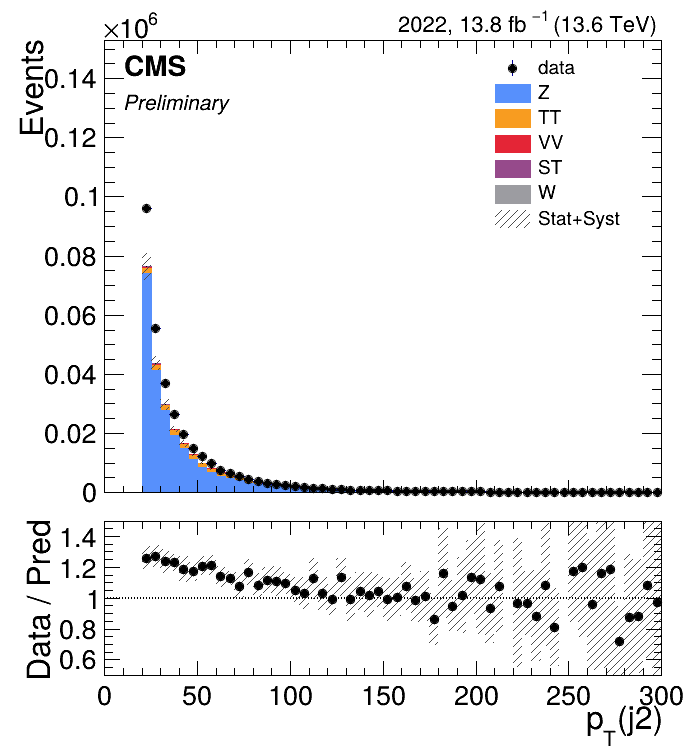 ×10⁶
2022, 13.8 fb⁻¹ (13.6 TeV)
Events
CMS
Preliminary
data
Z
TT
VV
ST
W
Stat+Syst
0.14
0.12
0.1
0.08
0.06
0.04
0.02
0
Data / Pred
1.4
1.2
1
0.8
0.6
0 50 100 150 200 250 300
p_T(j2)